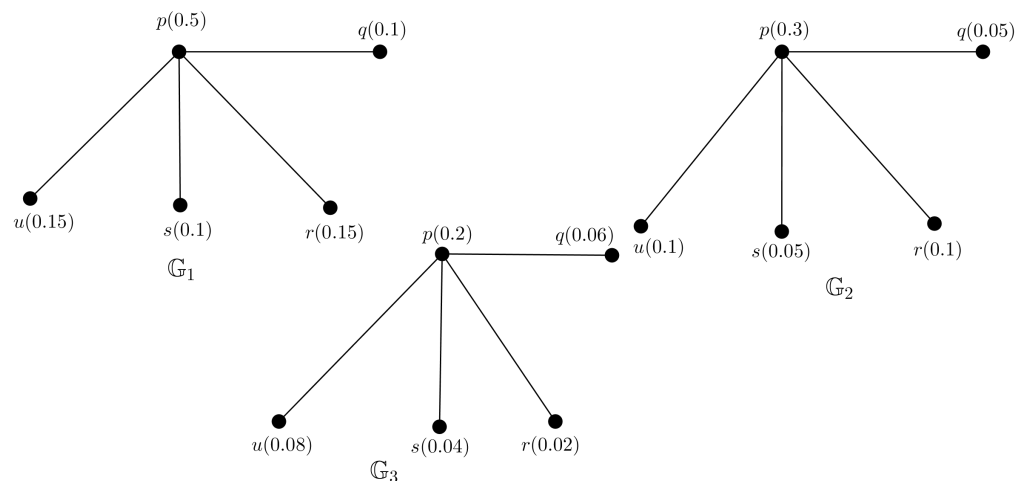 p(0.5)
q(0.1)
u(0.15)
s(0.1)
r(0.15)
𝔾₁
p(0.3)
q(0.05)
u(0.1)
s(0.05)
r(0.1)
𝔾₂
p(0.2)
q(0.06)
u(0.08)
s(0.04)
r(0.02)
𝔾₃